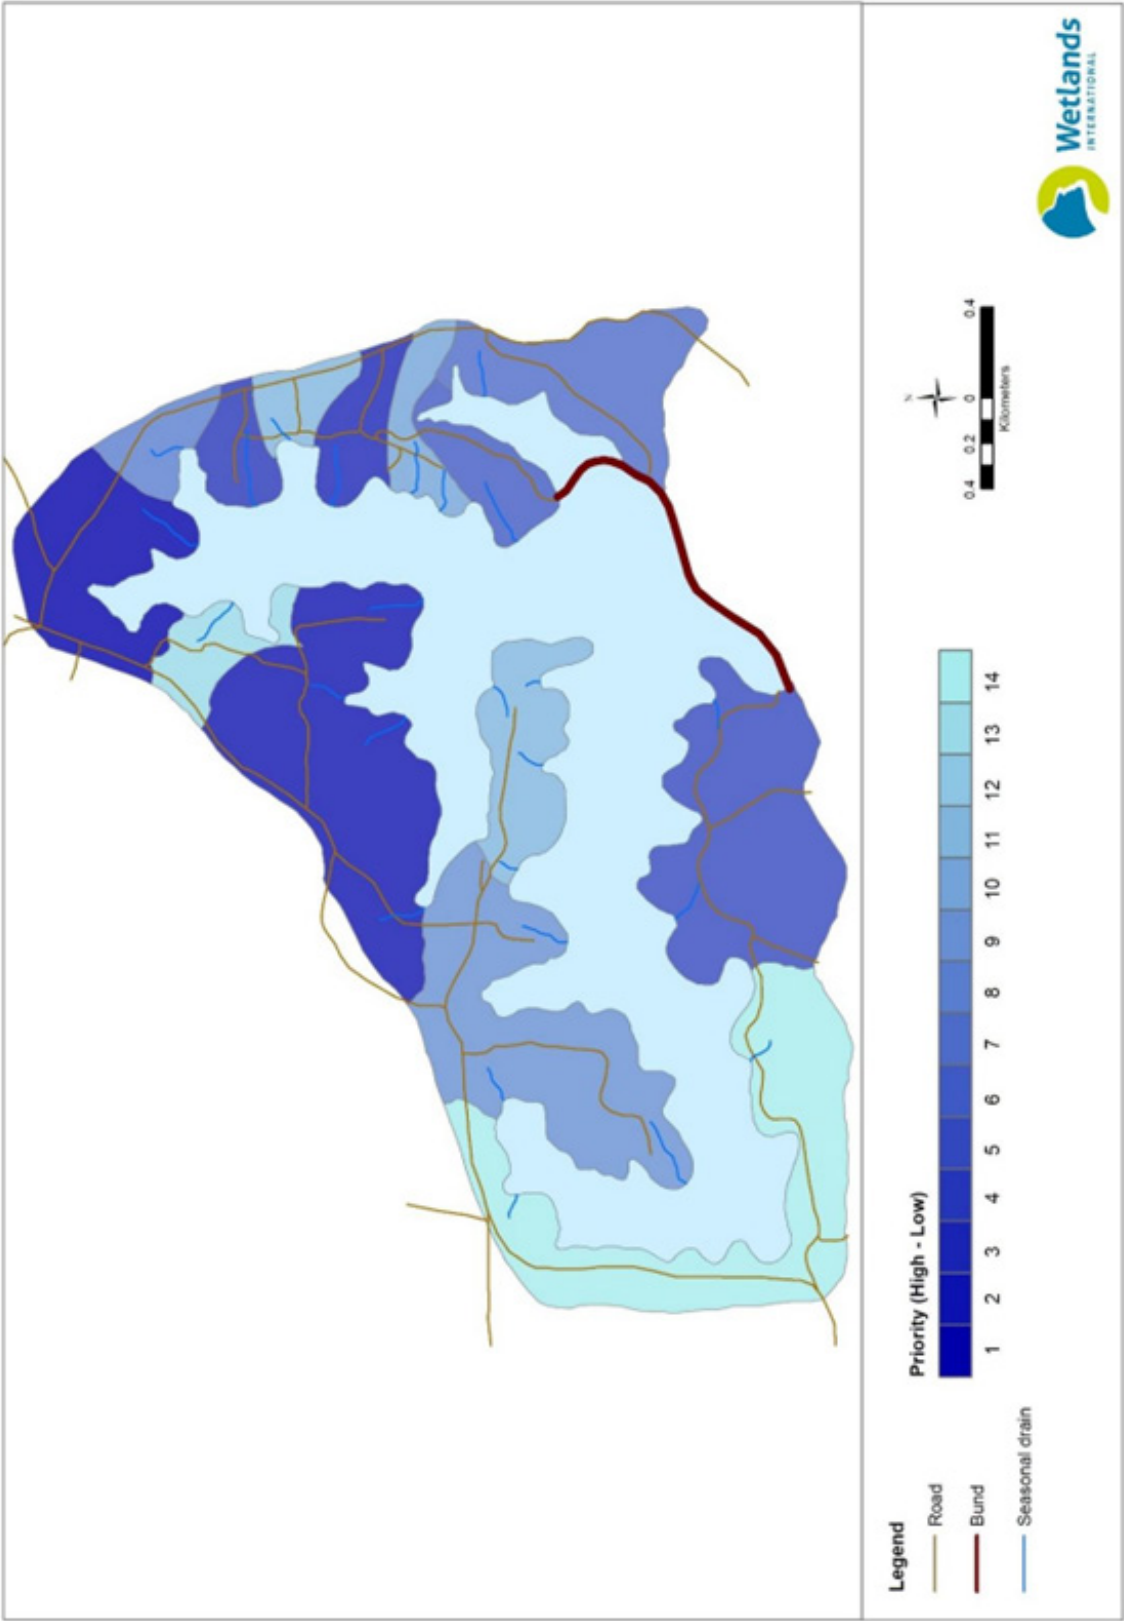 Wetlands
INTERNATIONAL
N
0.4 0.2 0 0.4
Kilometers
Priority (High - Low)
1 2 3 4 5 6 7 8 9 10 11 12 13 14
Legend
Road
Bund
Seasonal drain